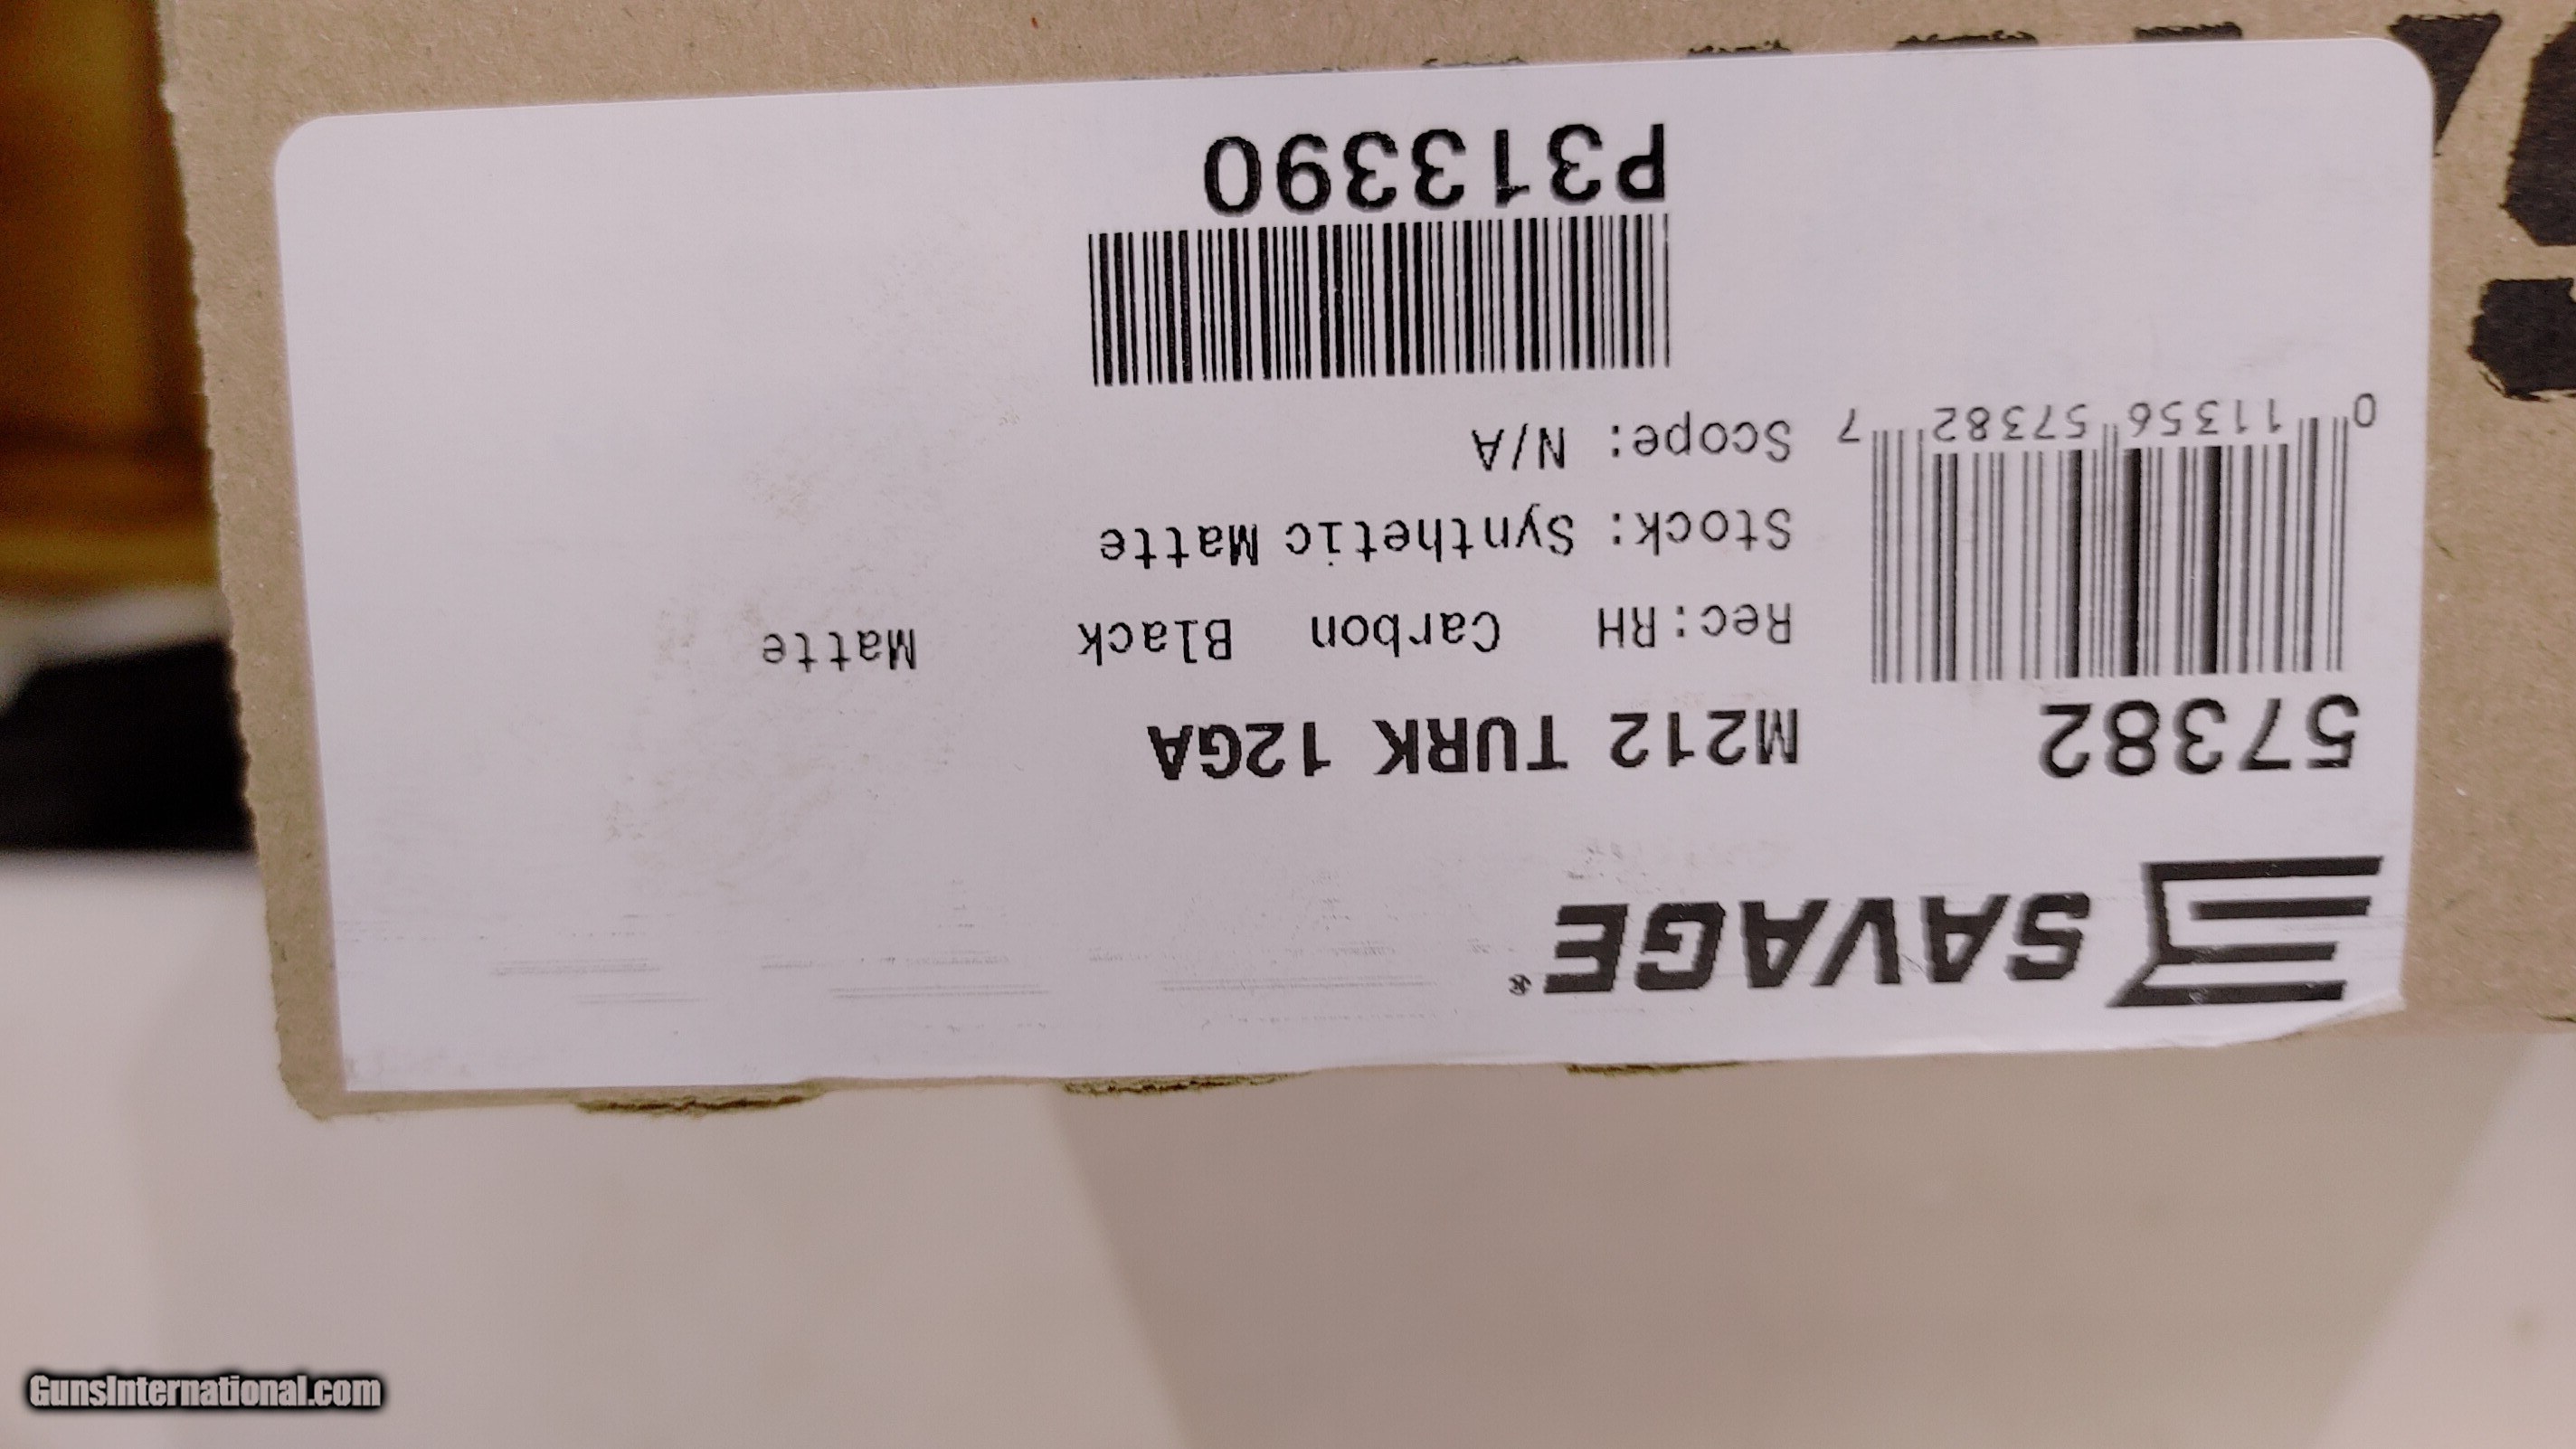 SAVAGE®
57382 M212 TURK 12GA
Rec:RH Carbon Black Matte
Stock: Synthetic Matte
Scope: N/A
0 11356 57382 7
P313390
GunsInternational.com